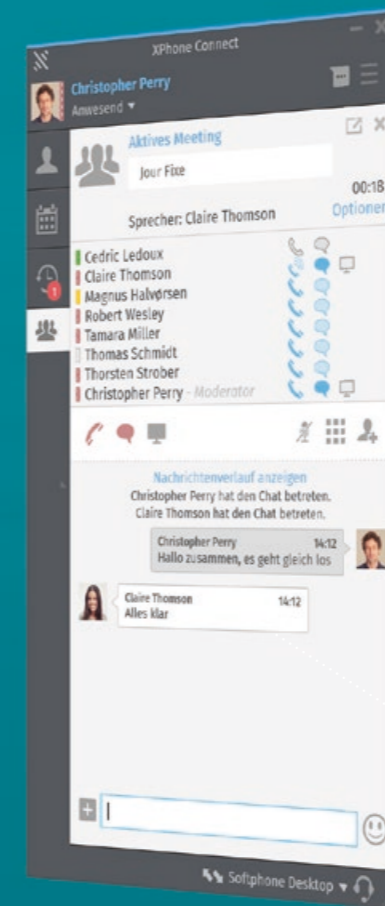 XPhone Connect
Christopher Perry
Anwesend
Aktives Meeting
Jour Fixe
00:18
Sprecher: Claire Thomson
Optionen
Cedric Ledoux
Claire Thomson
Magnus Halvørsen
Robert Wesley
Tamara Miller
Thomas Schmidt
Thorsten Strober
Christopher Perry - Moderator
1
Nachrichtenverlauf anzeigen
Christopher Perry hat den Chat betreten.
Claire Thomson hat den Chat betreten.
Christopher Perry 14:12
Hallo zusammen, es geht gleich los
Claire Thomson 14:12
Alles klar
Softphone Desktop